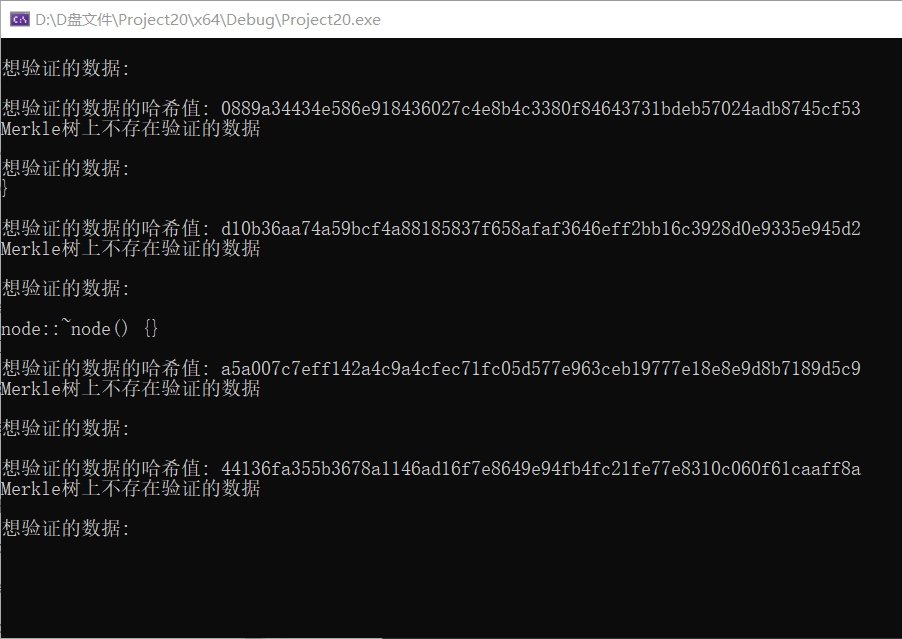 D:\D盘文件\Project20\x64\Debug\Project20.exe
想验证的数据:
想验证的数据的哈希值: 0889a34434e586e918436027c4e8b4c3380f84643731bdeb57024adb8745cf53
Merkle树上不存在验证的数据
想验证的数据:
}
想验证的数据的哈希值: d10b36aa74a59bcf4a88185837f658afaf3646eff2bb16c3928d0e9335e945d2
Merkle树上不存在验证的数据
想验证的数据:
node::~node() {}
想验证的数据的哈希值: a5a007c7eff142a4c9a4cfec71fc05d577e963ceb19777e18e8e9d8b7189d5c9
Merkle树上不存在验证的数据
想验证的数据:
想验证的数据的哈希值: 44136fa355b3678a1146ad16f7e8649e94fb4fc21fe77e8310c060f61caaff8a
Merkle树上不存在验证的数据
想验证的数据: